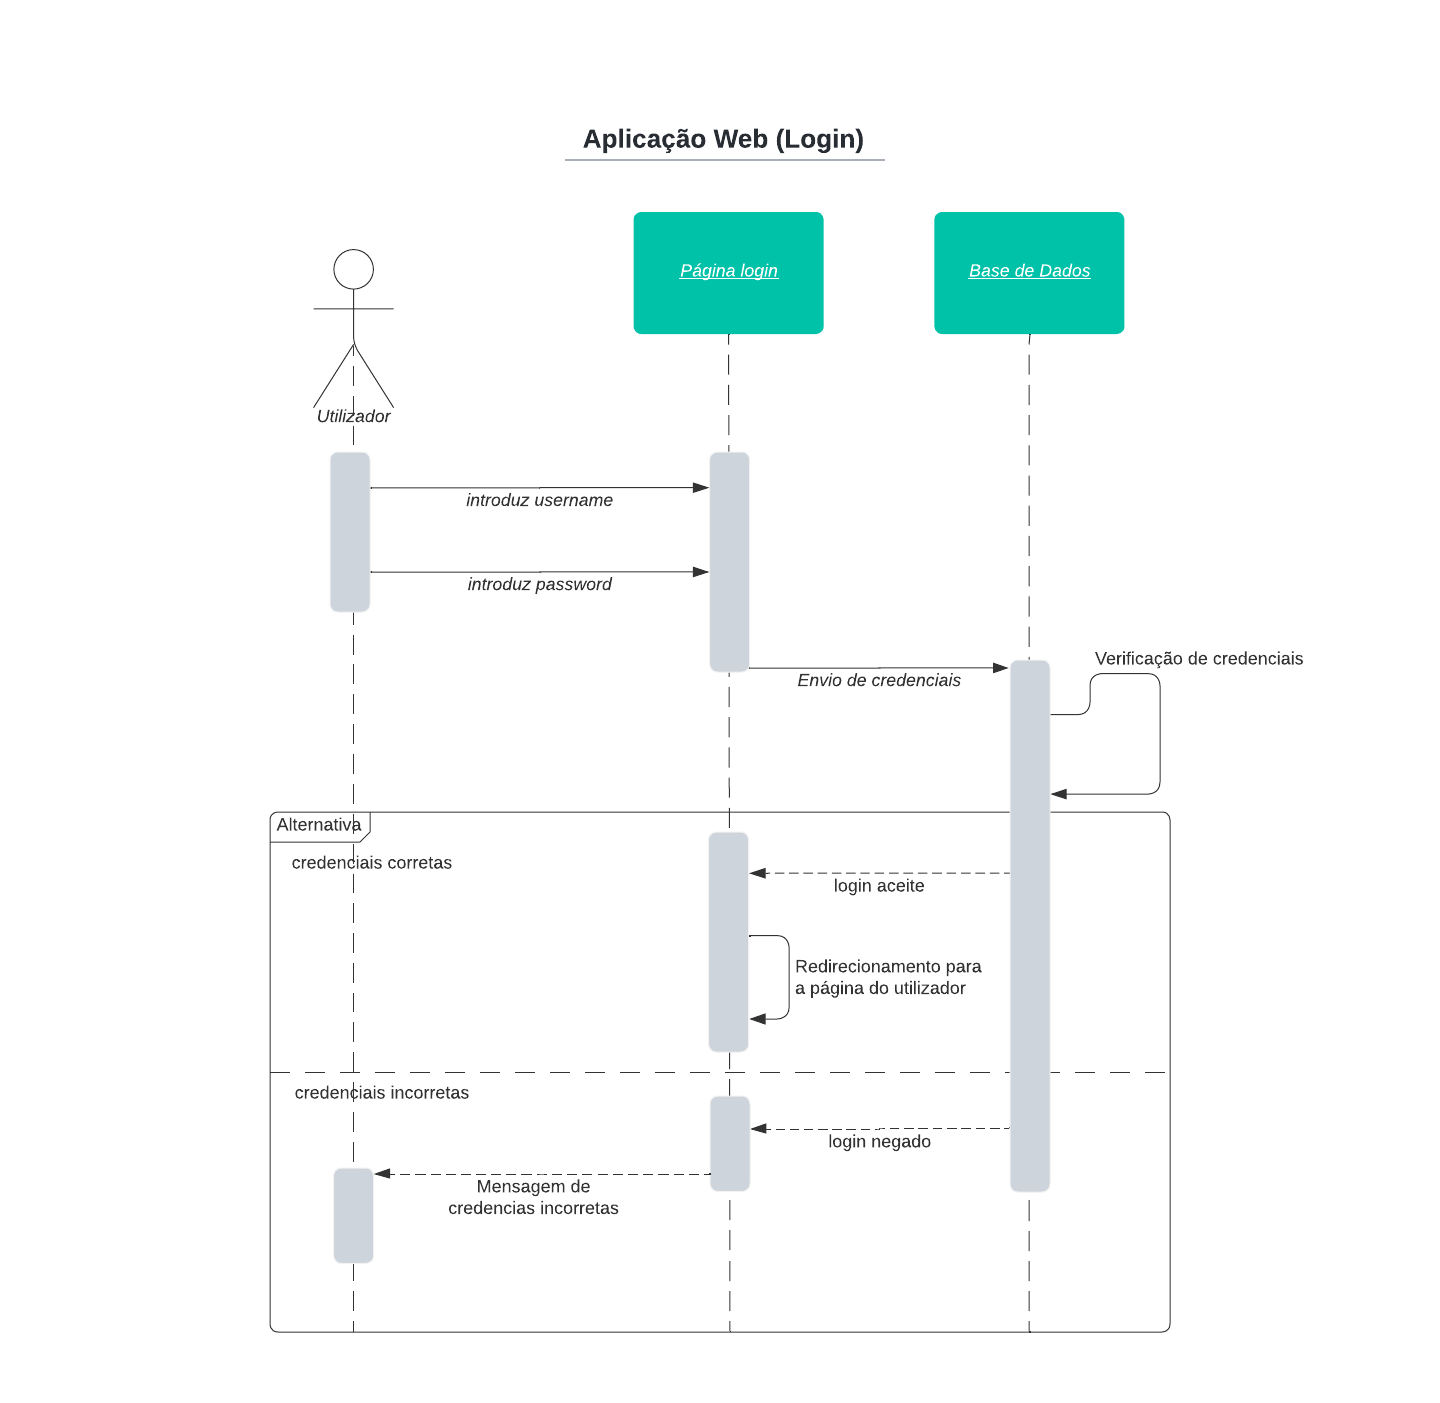 Aplicação Web (Login)
Página login
Base de Dados
Utilizador
introduz username
introduz password
Verificação de credenciais
Envio de credenciais
Alternativa
credenciais corretas
login aceite
Redirecionamento para
a página do utilizador
credenciais incorretas
login negado
Mensagem de
credencias incorretas